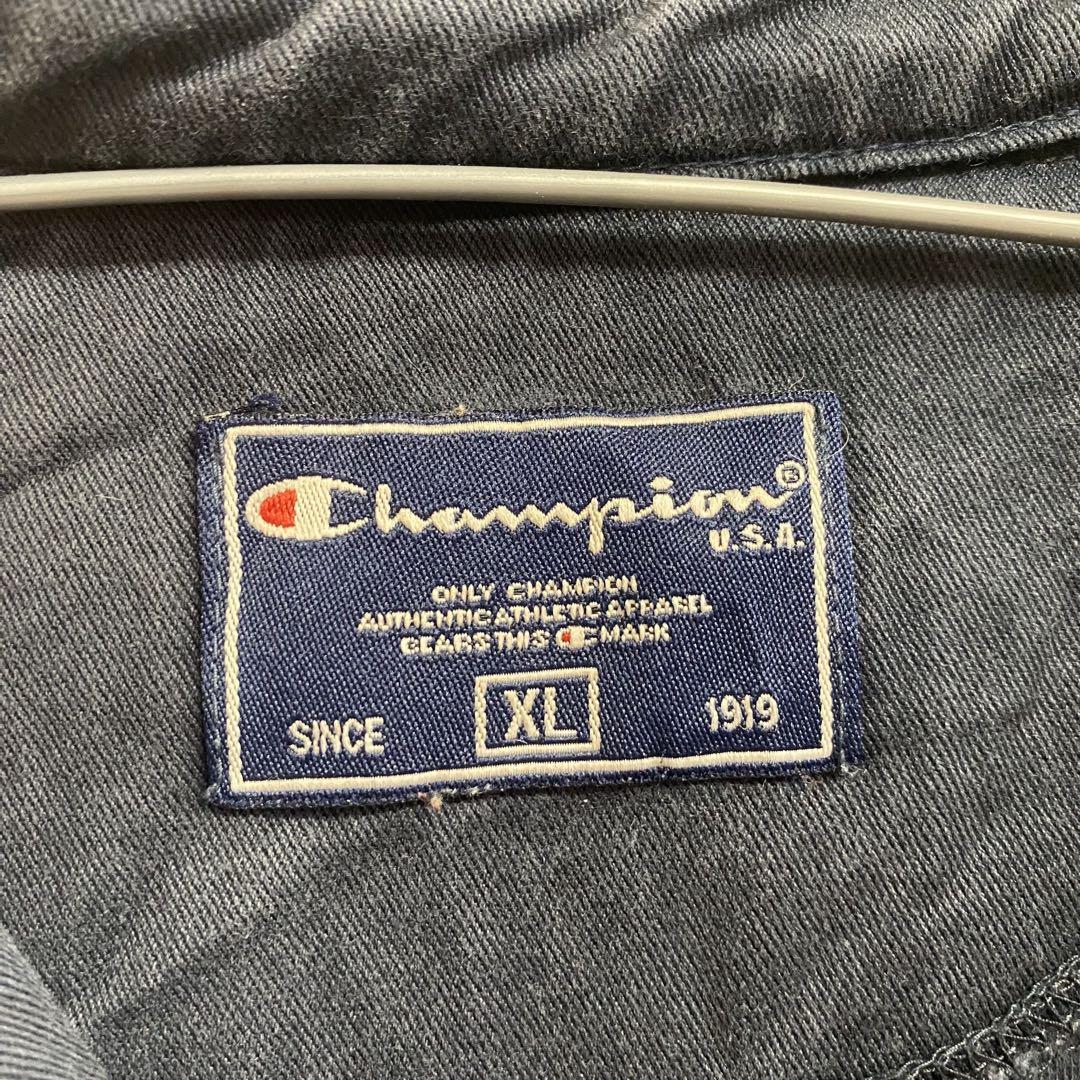 Champion®
U.S.A.
ONLY CHAMPION
AUTHENTIC ATHLETIC APPAREL
BEARS THIS C MARK
SINCE XL 1919